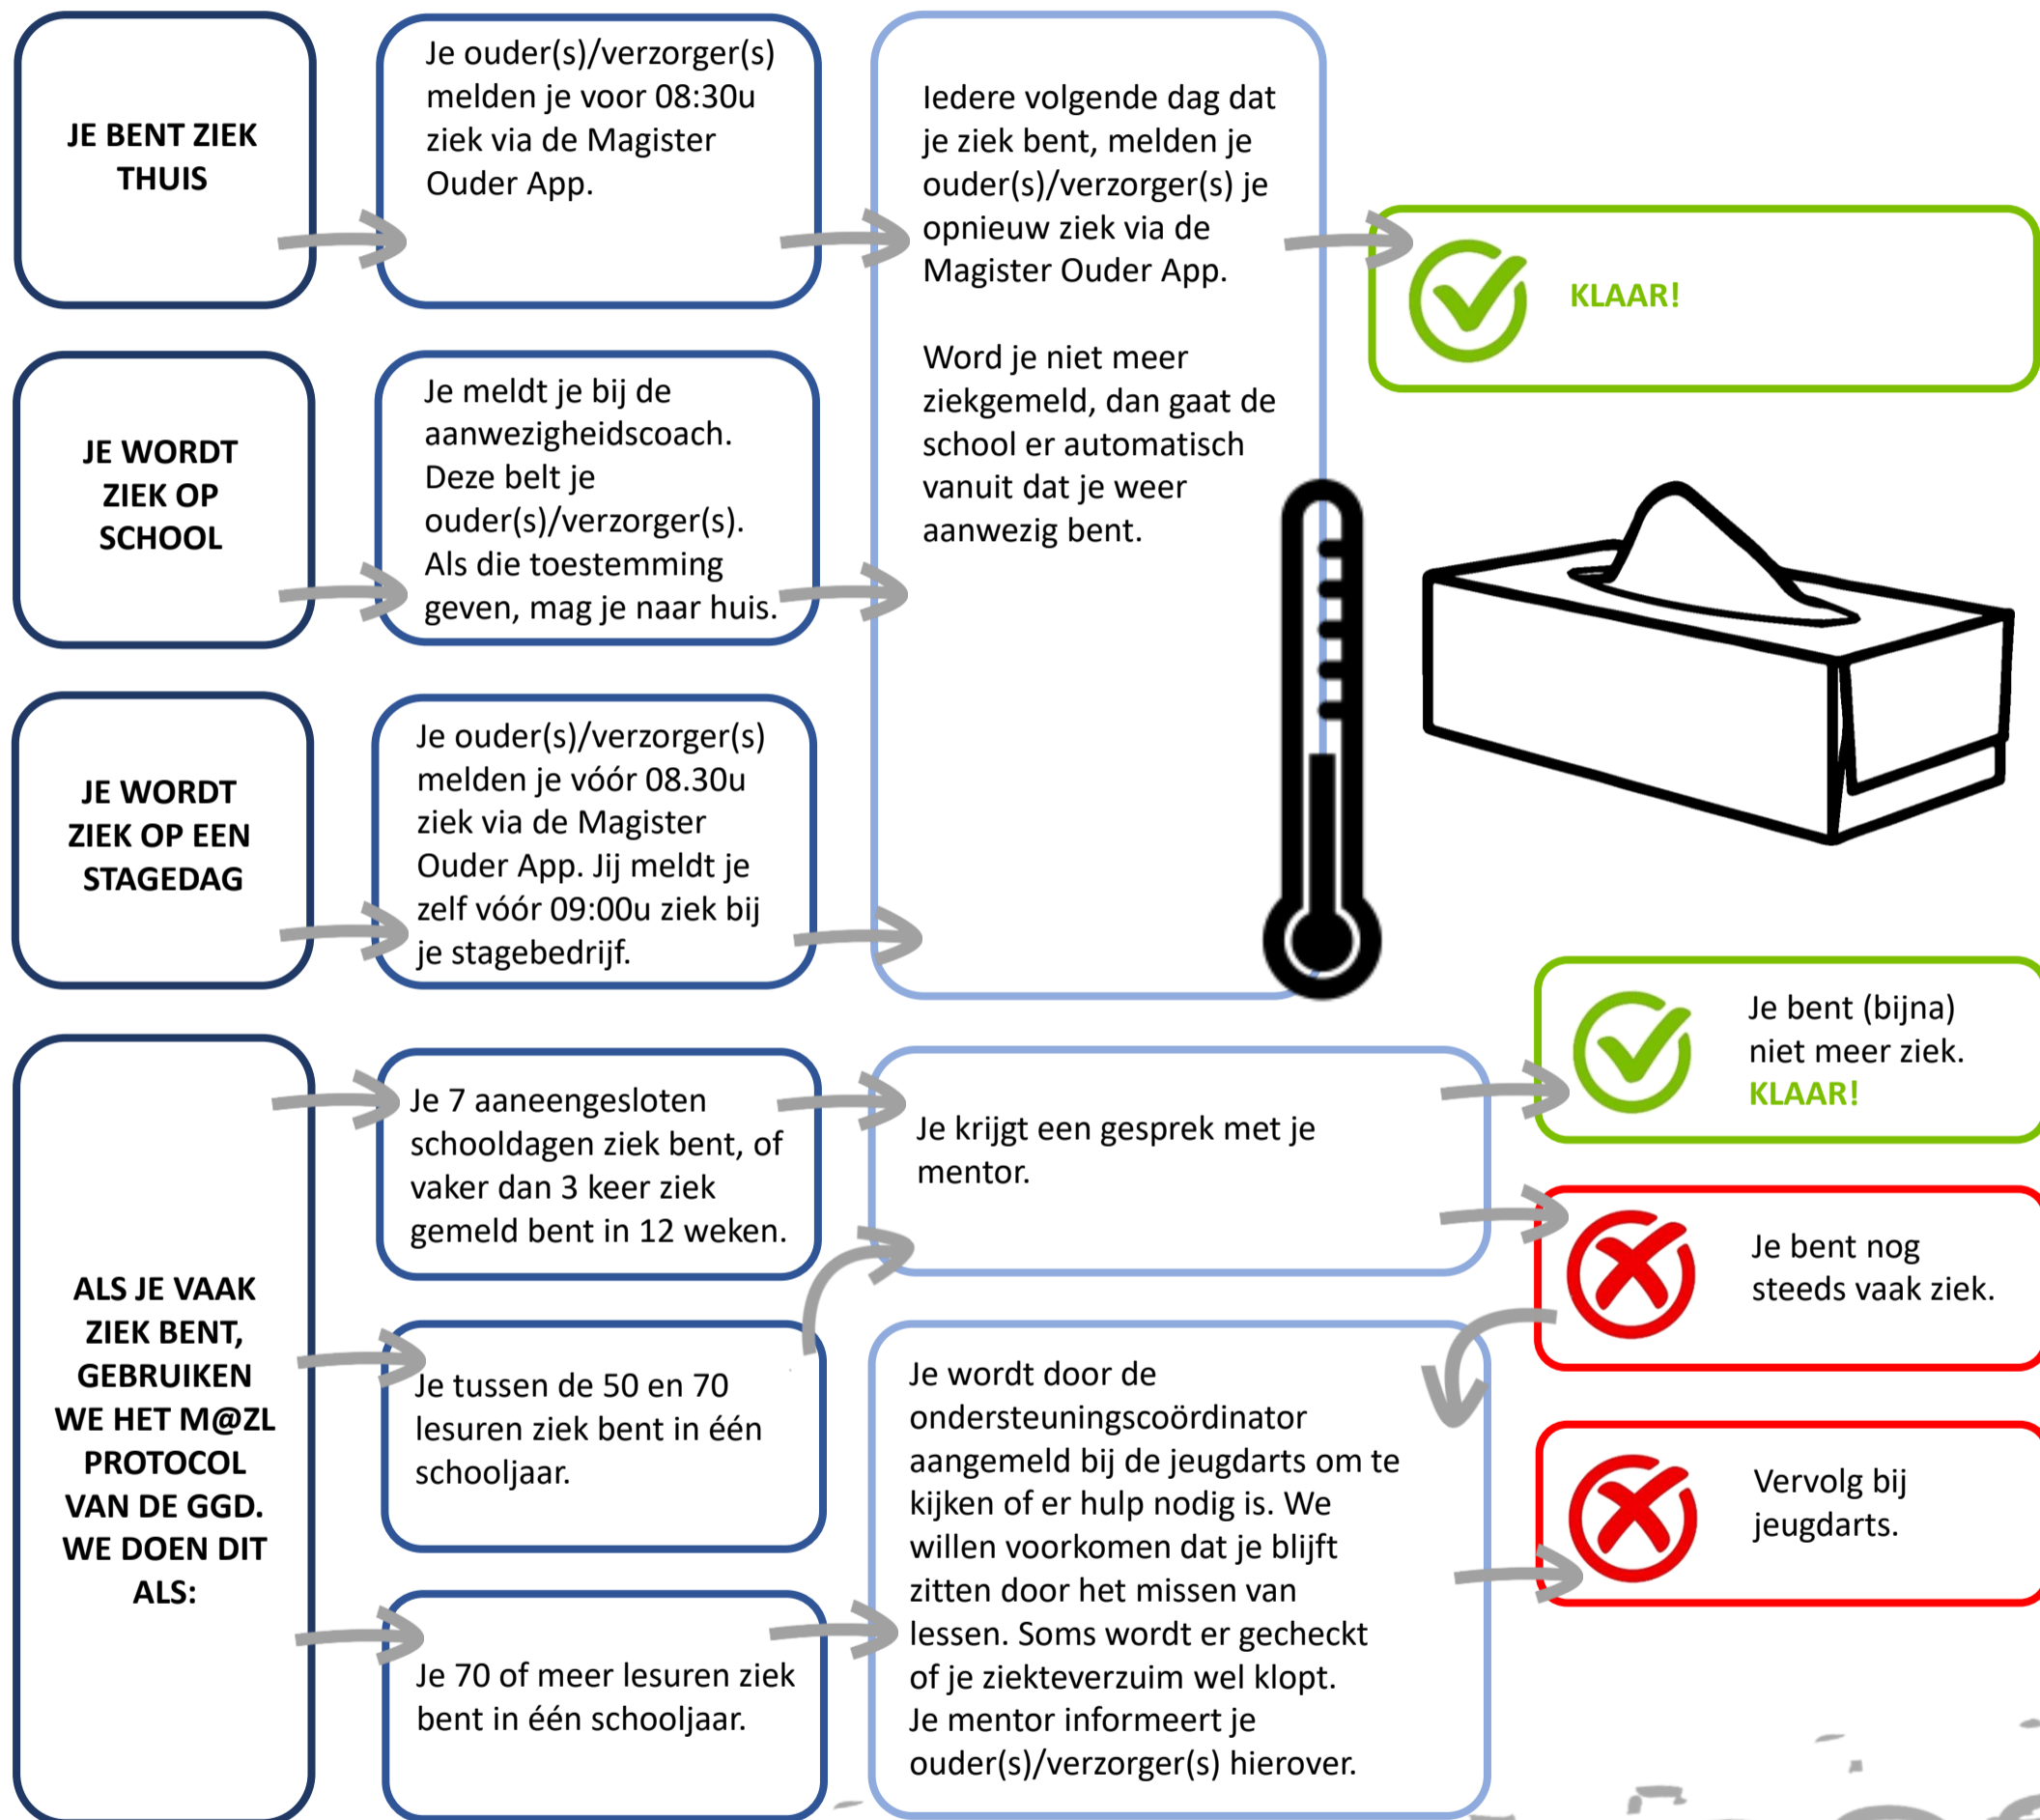 JE BENT ZIEK
THUIS
Je ouder(s)/verzorger(s)
melden je voor 08:30u
ziek via de Magister
Ouder App.
Iedere volgende dag dat
je ziek bent, melden je
ouder(s)/verzorger(s) je
opnieuw ziek via de
Magister Ouder App.
Word je niet meer
ziekgemeld, dan gaat de
school er automatisch
vanuit dat je weer
aanwezig bent.
KLAAR!
JE WORDT
ZIEK OP
SCHOOL
Je meldt je bij de
aanwezigheidscoach.
Deze belt je
ouder(s)/verzorger(s).
Als die toestemming
geven, mag je naar huis.
JE WORDT
ZIEK OP EEN
STAGEDAG
Je ouder(s)/verzorger(s)
melden je vóór 08.30u
ziek via de Magister
Ouder App. Jij meldt je
zelf vóór 09:00u ziek bij
je stagebedrijf.
ALS JE VAAK
ZIEK BENT,
GEBRUIKEN
WE HET M@ZL
PROTOCOL
VAN DE GGD.
WE DOEN DIT
ALS:
Je 7 aaneengesloten
schooldagen ziek bent, of
vaker dan 3 keer ziek
gemeld bent in 12 weken.
Je krijgt een gesprek met je
mentor.
Je bent (bijna)
niet meer ziek.
KLAAR!
Je bent nog
steeds vaak ziek.
Je tussen de 50 en 70
lesuren ziek bent in één
schooljaar.
Je 70 of meer lesuren ziek
bent in één schooljaar.
Je wordt door de
ondersteuningscoördinator
aangemeld bij de jeugdarts om te
kijken of er hulp nodig is. We
willen voorkomen dat je blijft
zitten door het missen van
lessen. Soms wordt er gecheckt
of je ziekteverzuim wel klopt.
Je mentor informeert je
ouder(s)/verzorger(s) hierover.
Vervolg bij
jeugdarts.